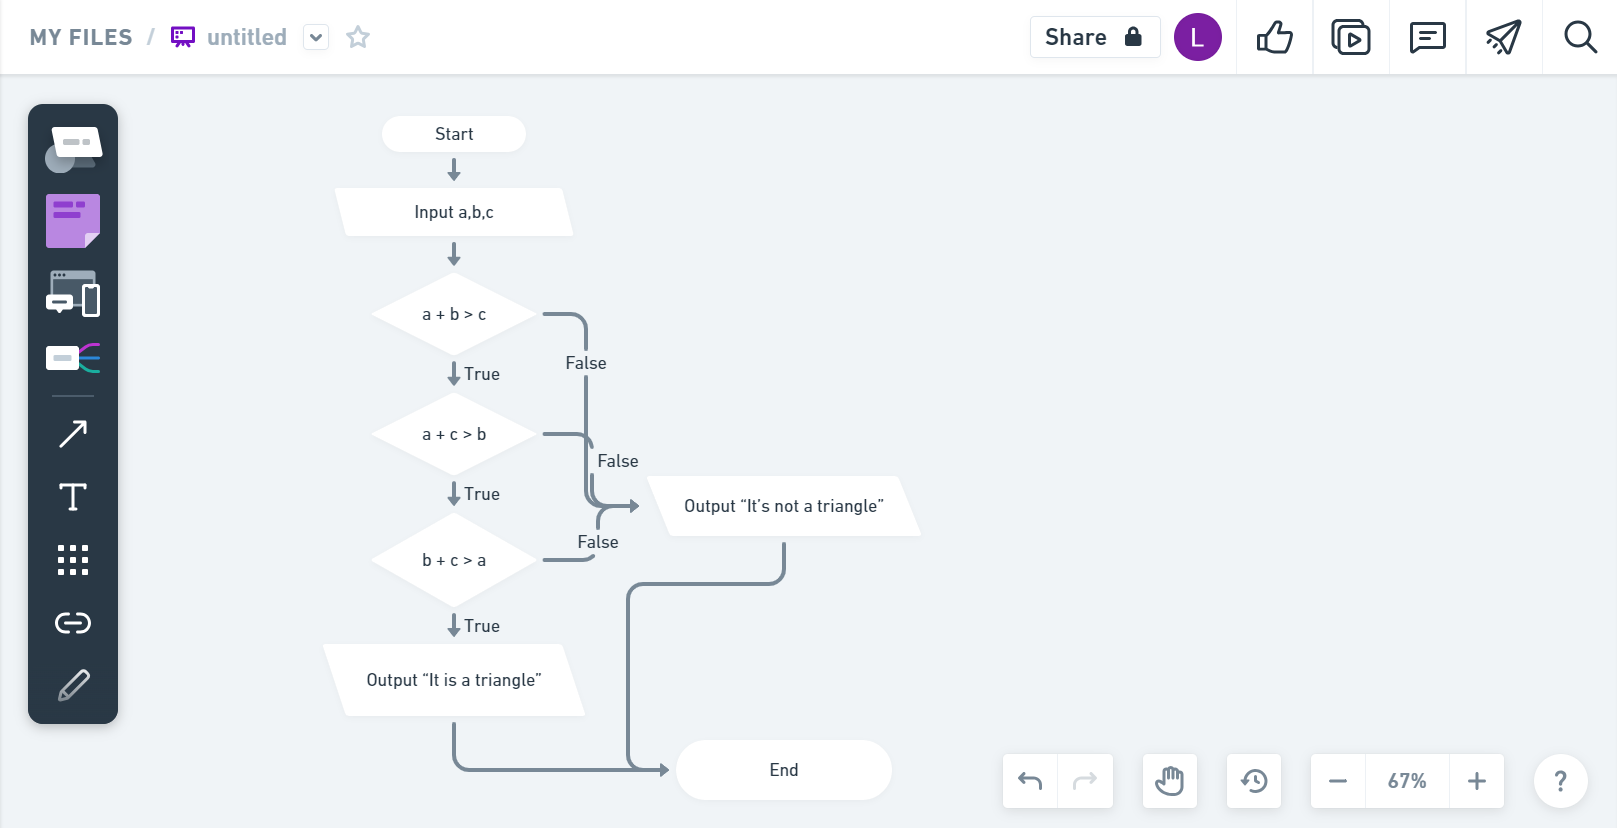 MY FILES / untitled
Share
L
Start
Input a,b,c
a + b > c
False
True
a + c > b
False
True
Output “It’s not a triangle”
False
b + c > a
True
Output “It is a triangle”
End
67%
?